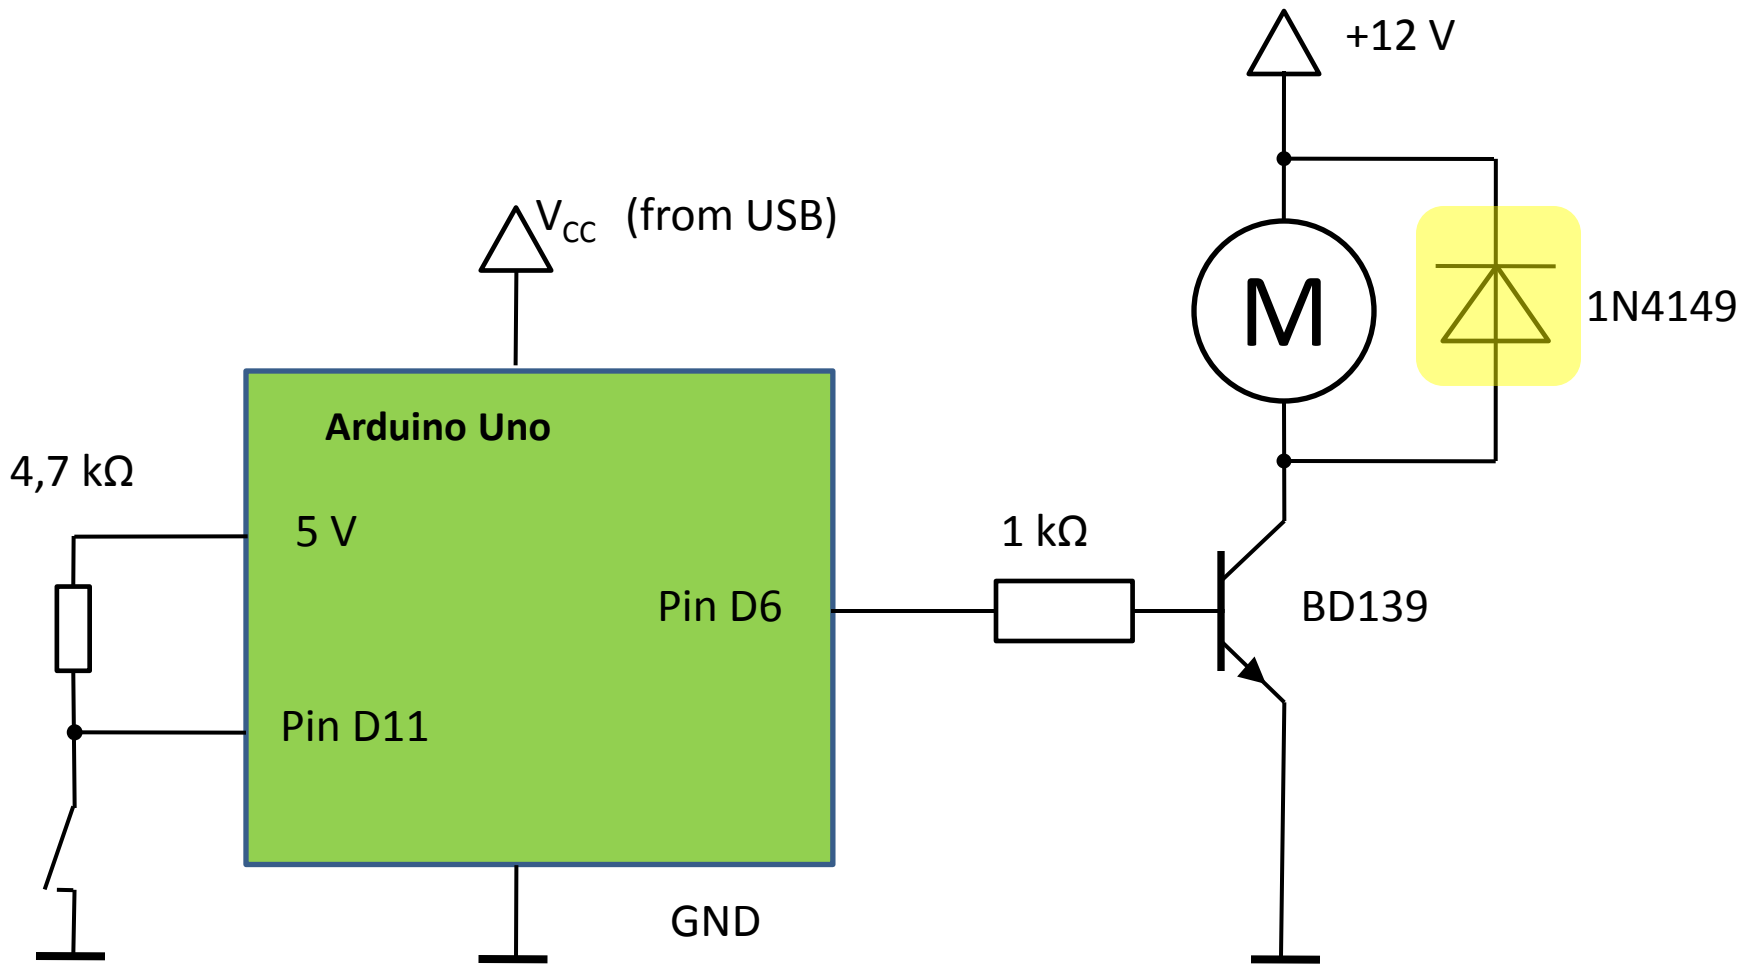 +12 V
VCC (from USB)
M
1N4149
Arduino Uno
4,7 kΩ
5 V
1 kΩ
Pin D6
BD139
Pin D11
GND